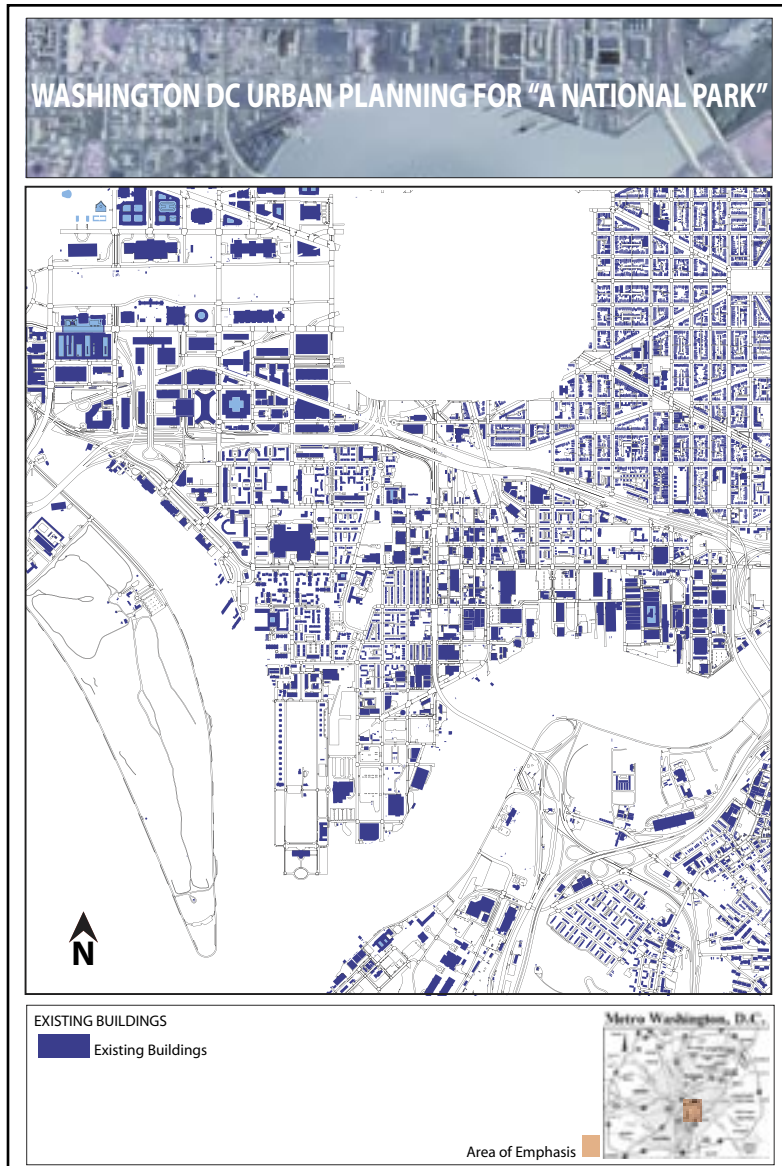 WASHINGTON DC URBAN PLANNING FOR “A NATIONAL PARK”
N
EXISTING BUILDINGS
Existing Buildings
Metro Washington, D.C.
Area of Emphasis